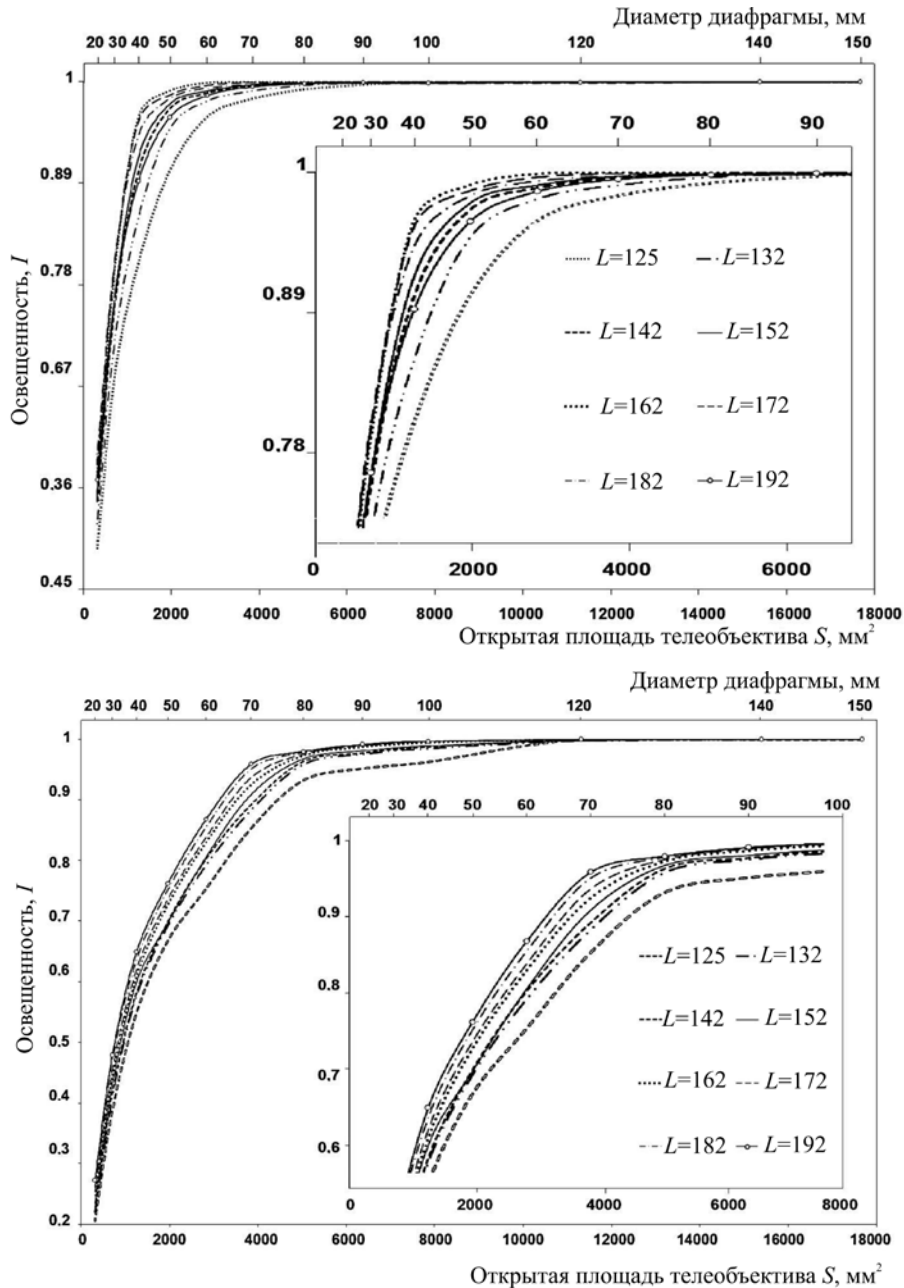 Диаметр диафрагмы, мм
20 30 40 50 60 70 80 90 100 120 140 150
1
0.89
0.78
0.67
0.36
0.45
Освещенность, I
20 30 40 50 60 70 80 90
1
0.89
0.78
L=125 L=132
L=142 L=152
L=162 L=172
L=182 L=192
0 2000 4000 6000
0 2000 4000 6000 8000 10000 12000 14000 16000 18000
Открытая площадь телеобъектива S, мм²
Диаметр диафрагмы, мм
20 30 40 50 60 70 80 90 100 120 140 150
1
0.9
0.8
0.7
0.6
0.5
0.4
0.3
0.2
Освещенность, I
20 30 40 50 60 70 80 90 100
1
0.9
0.8
0.7
0.6
L=125 L=132
L=142 L=152
L=162 L=172
L=182 L=192
0 2000 4000 6000 8000
0 2000 4000 6000 8000 10000 12000 14000 16000 18000
Открытая площадь телеобъектива S, мм²